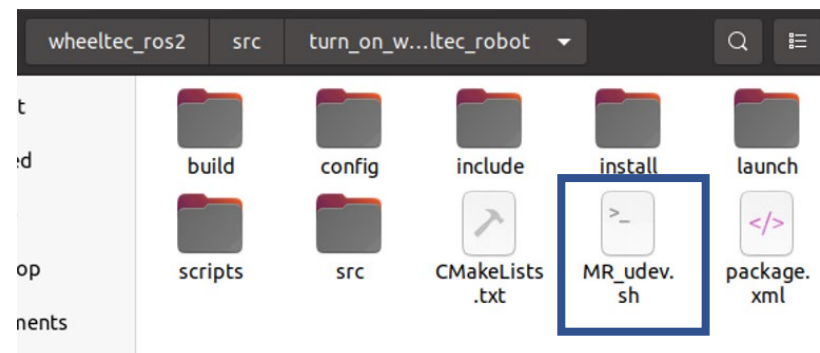 wheeltec_ros2 src turn_on_w...ltec_robot
t
ed
build config include install launch
op
scripts src CMakeLists
.txt MR_udev.
sh package.
xml
ments